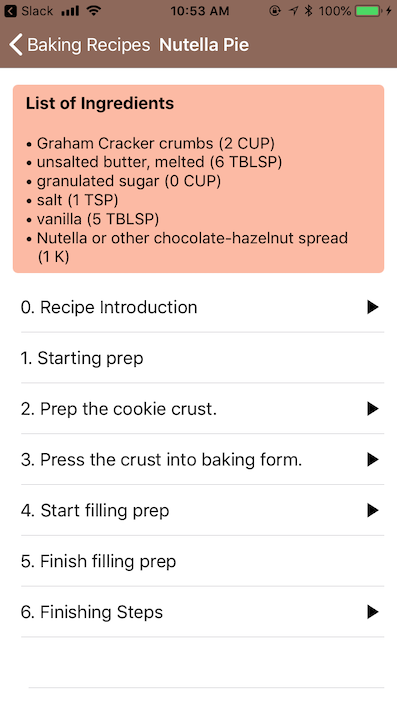 Slack 10:53 AM 100%
Baking Recipes Nutella Pie
List of Ingredients
• Graham Cracker crumbs (2 CUP)
• unsalted butter, melted (6 TBLSP)
• granulated sugar (0 CUP)
• salt (1 TSP)
• vanilla (5 TBLSP)
• Nutella or other chocolate-hazelnut spread
(1 K)
0. Recipe Introduction
1. Starting prep
2. Prep the cookie crust.
3. Press the crust into baking form.
4. Start filling prep
5. Finish filling prep
6. Finishing Steps